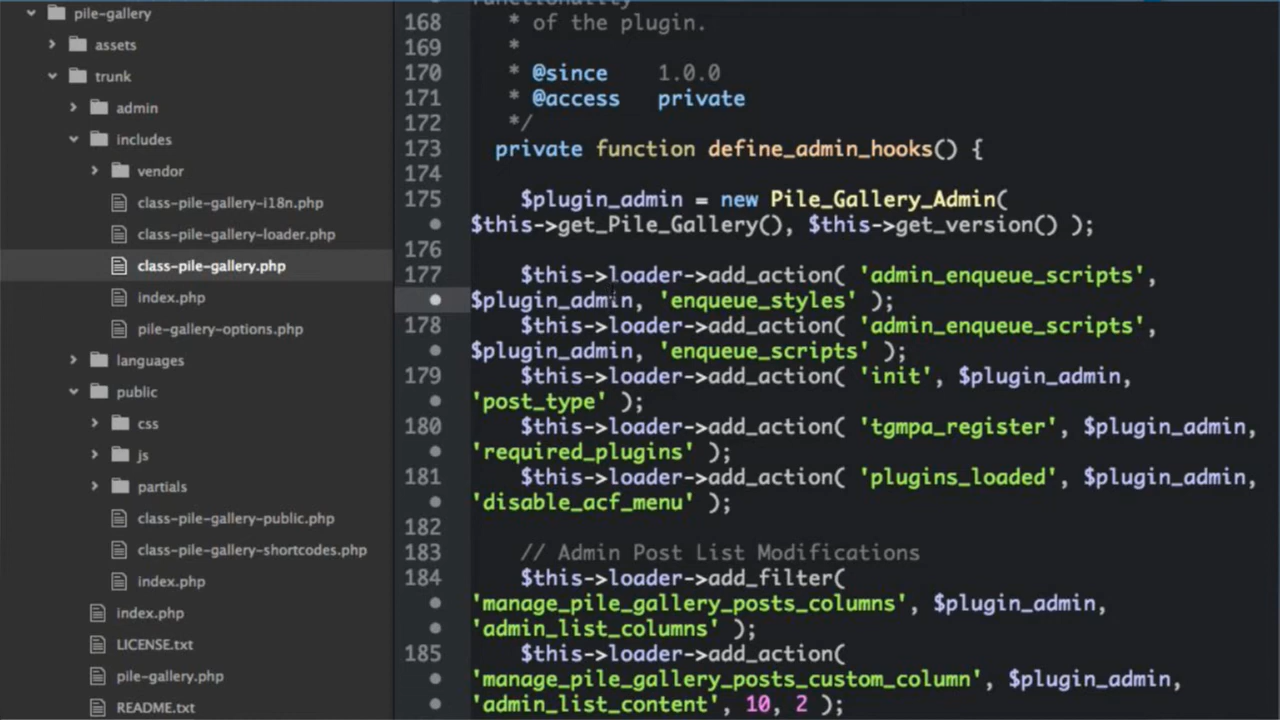 pile-gallery
assets
trunk
admin
includes
vendor
class-pile-gallery-i18n.php
class-pile-gallery-loader.php
class-pile-gallery.php
index.php
pile-gallery-options.php
languages
public
css
js
partials
class-pile-gallery-public.php
class-pile-gallery-shortcodes.php
index.php
index.php
LICENSE.txt
pile-gallery.php
README.txt
functionality
168 * of the plugin.
169 *
170 * @since 1.0.0
171 * @access private
172 */
173 private function define_admin_hooks() {
174
175 $plugin_admin = new Pile_Gallery_Admin(
• $this->get_Pile_Gallery(), $this->get_version() );
176
177 $this->loader->add_action( 'admin_enqueue_scripts',
• $plugin_admin, 'enqueue_styles' );
178 $this->loader->add_action( 'admin_enqueue_scripts',
• $plugin_admin, 'enqueue_scripts' );
179 $this->loader->add_action( 'init', $plugin_admin,
• 'post_type' );
180 $this->loader->add_action( 'tgmpa_register', $plugin_admin,
• 'required_plugins' );
181 $this->loader->add_action( 'plugins_loaded', $plugin_admin,
• 'disable_acf_menu' );
182
183 // Admin Post List Modifications
184 $this->loader->add_filter(
• 'manage_pile_gallery_posts_columns', $plugin_admin,
• 'admin_list_columns' );
185 $this->loader->add_action(
• 'manage_pile_gallery_posts_custom_column', $plugin_admin,
• 'admin_list_content', 10, 2 );